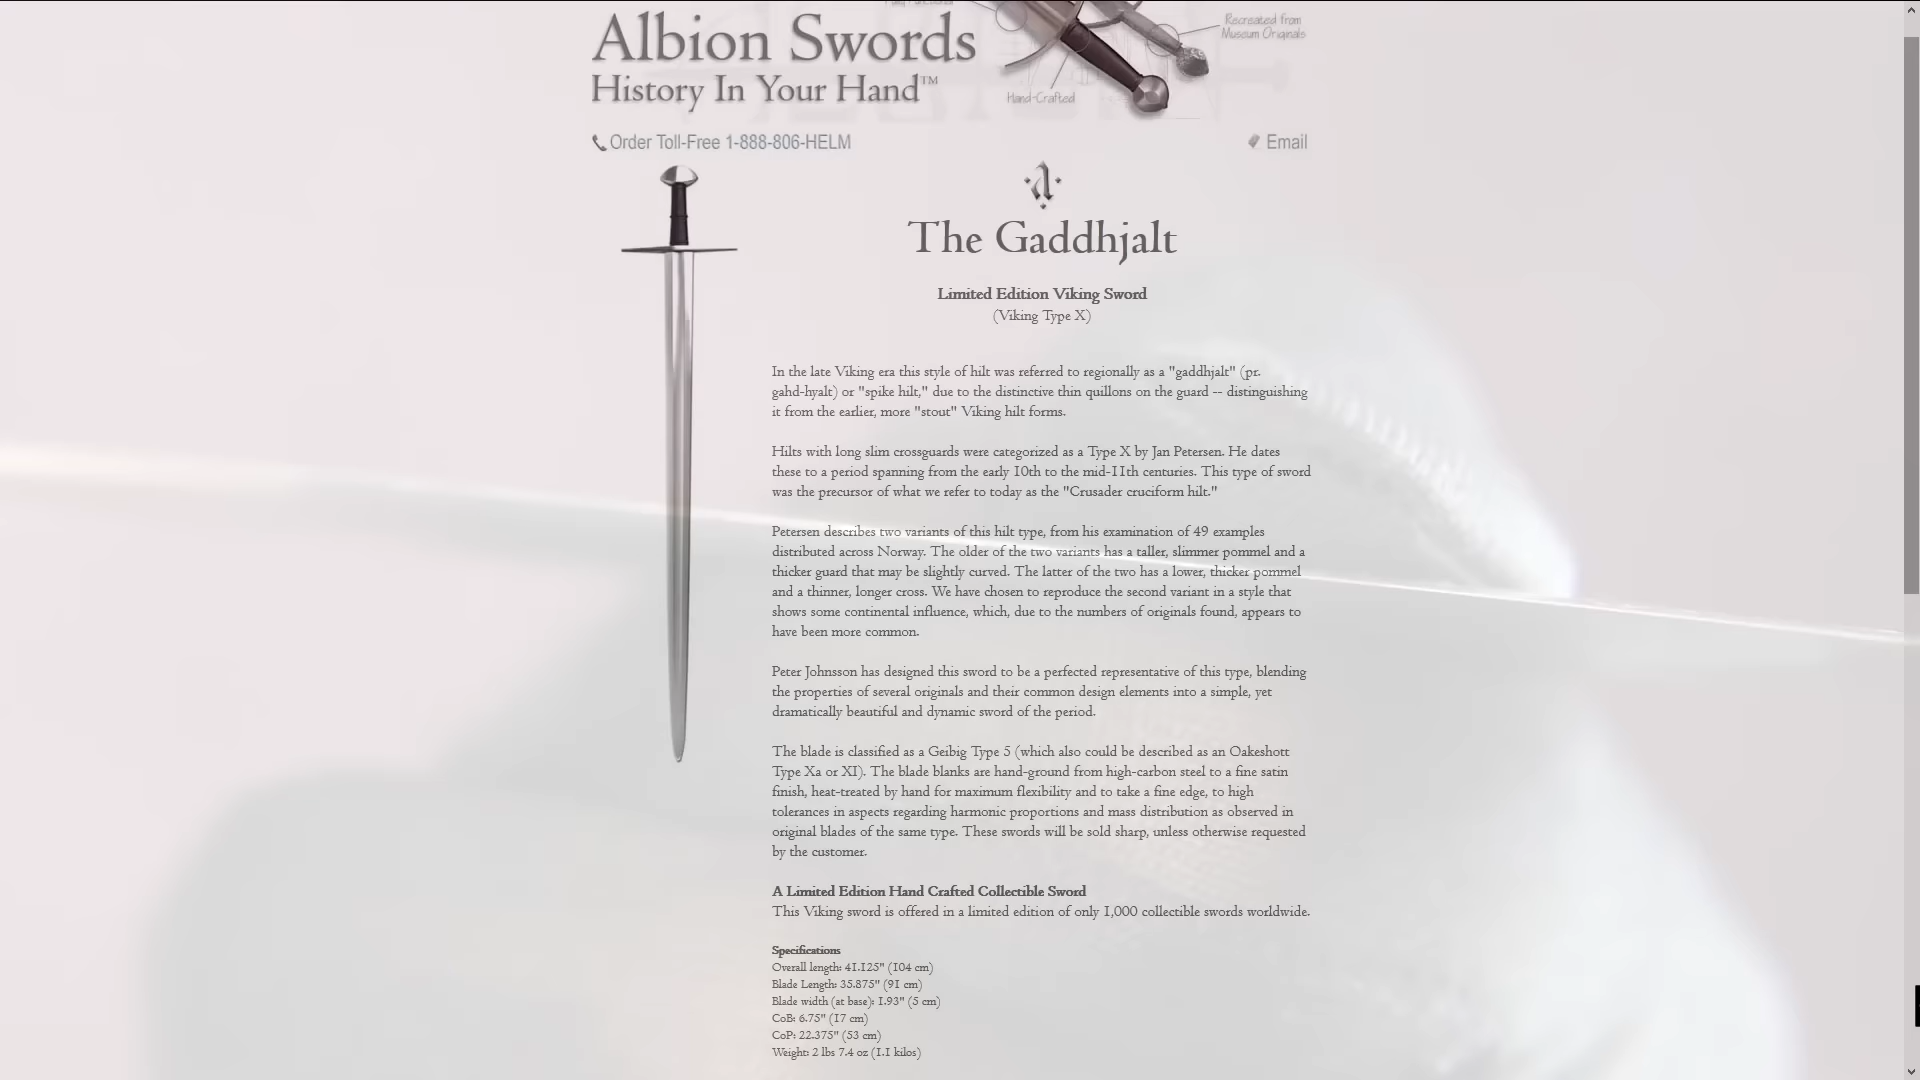 Albion Swords
History In Your Hand™
Recreated from
Museum Originals
Hand-Crafted
Order Toll-Free 1-888-806-HELM
Email
The Gaddhjalt
Limited Edition Viking Sword
(Viking Type X)
In the late Viking era this style of hilt was referred to regionally as a "gaddhjalt" (pr.
gahd-hyalt) or "spike hilt," due to the distinctive thin quillons on the guard -- distinguishing
it from the earlier, more "stout" Viking hilt forms.
Hilts with long slim crossguards were categorized as a Type X by Jan Petersen. He dates
these to a period spanning from the early 10th to the mid-11th centuries. This type of sword
was the precursor of what we refer to today as the "Crusader cruciform hilt."
Petersen describes two variants of this hilt type, from his examination of 49 examples
distributed across Norway. The older of the two variants has a taller, slimmer pommel and a
thicker guard that may be slightly curved. The latter of the two has a lower, thicker pommel
and a thinner, longer cross. We have chosen to reproduce the second variant in a style that
shows some continental influence, which, due to the numbers of originals found, appears to
have been more common.
Peter Johnsson has designed this sword to be a perfected representative of this type, blending
the properties of several originals and their common design elements into a simple, yet
dramatically beautiful and dynamic sword of the period.
The blade is classified as a Geibig Type 5 (which also could be described as an Oakeshott
Type Xa or XI). The blade blanks are hand-ground from high-carbon steel to a fine satin
finish, heat-treated by hand for maximum flexibility and to take a fine edge, to high
tolerances in aspects regarding harmonic proportions and mass distribution as observed in
original blades of the same type. These swords will be sold sharp, unless otherwise requested
by the customer.
A Limited Edition Hand Crafted Collectible Sword
This Viking sword is offered in a limited edition of only 1,000 collectible swords worldwide.
Specifications
Overall length: 41.125" (104 cm)
Blade Length: 35.875" (91 cm)
Blade width (at base): 1.93" (5 cm)
CoB: 6.75" (17 cm)
CoP: 22.375" (53 cm)
Weight: 2 lbs 7.4 oz (1.1 kilos)